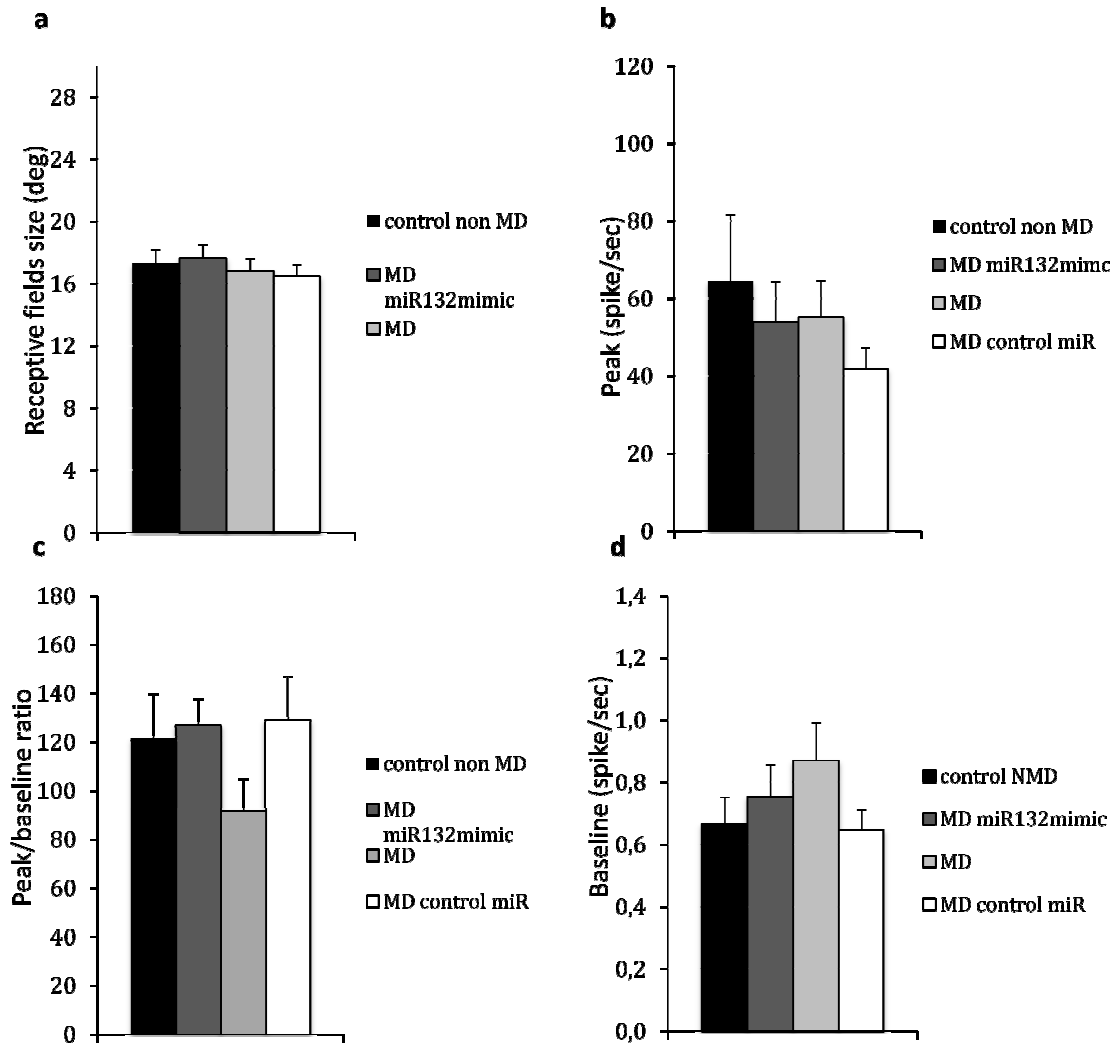 a
28
24
20
16
12
8
4
0
Receptive fields size (deg)
control non MD
MD
miR132mimic
MD
b
120
100
80
60
40
20
0
Peak (spike/sec)
control non MD
MD miR132mimc
MD
MD control miR
c
180
160
140
120
100
80
60
40
20
0
Peak/baseline ratio
control non MD
MD
miR132mimic
MD
MD control miR
d
1,4
1,2
1,0
0,8
0,6
0,4
0,2
0,0
Baseline (spike/sec)
control NMD
MD miR132mimic
MD
MD control miR